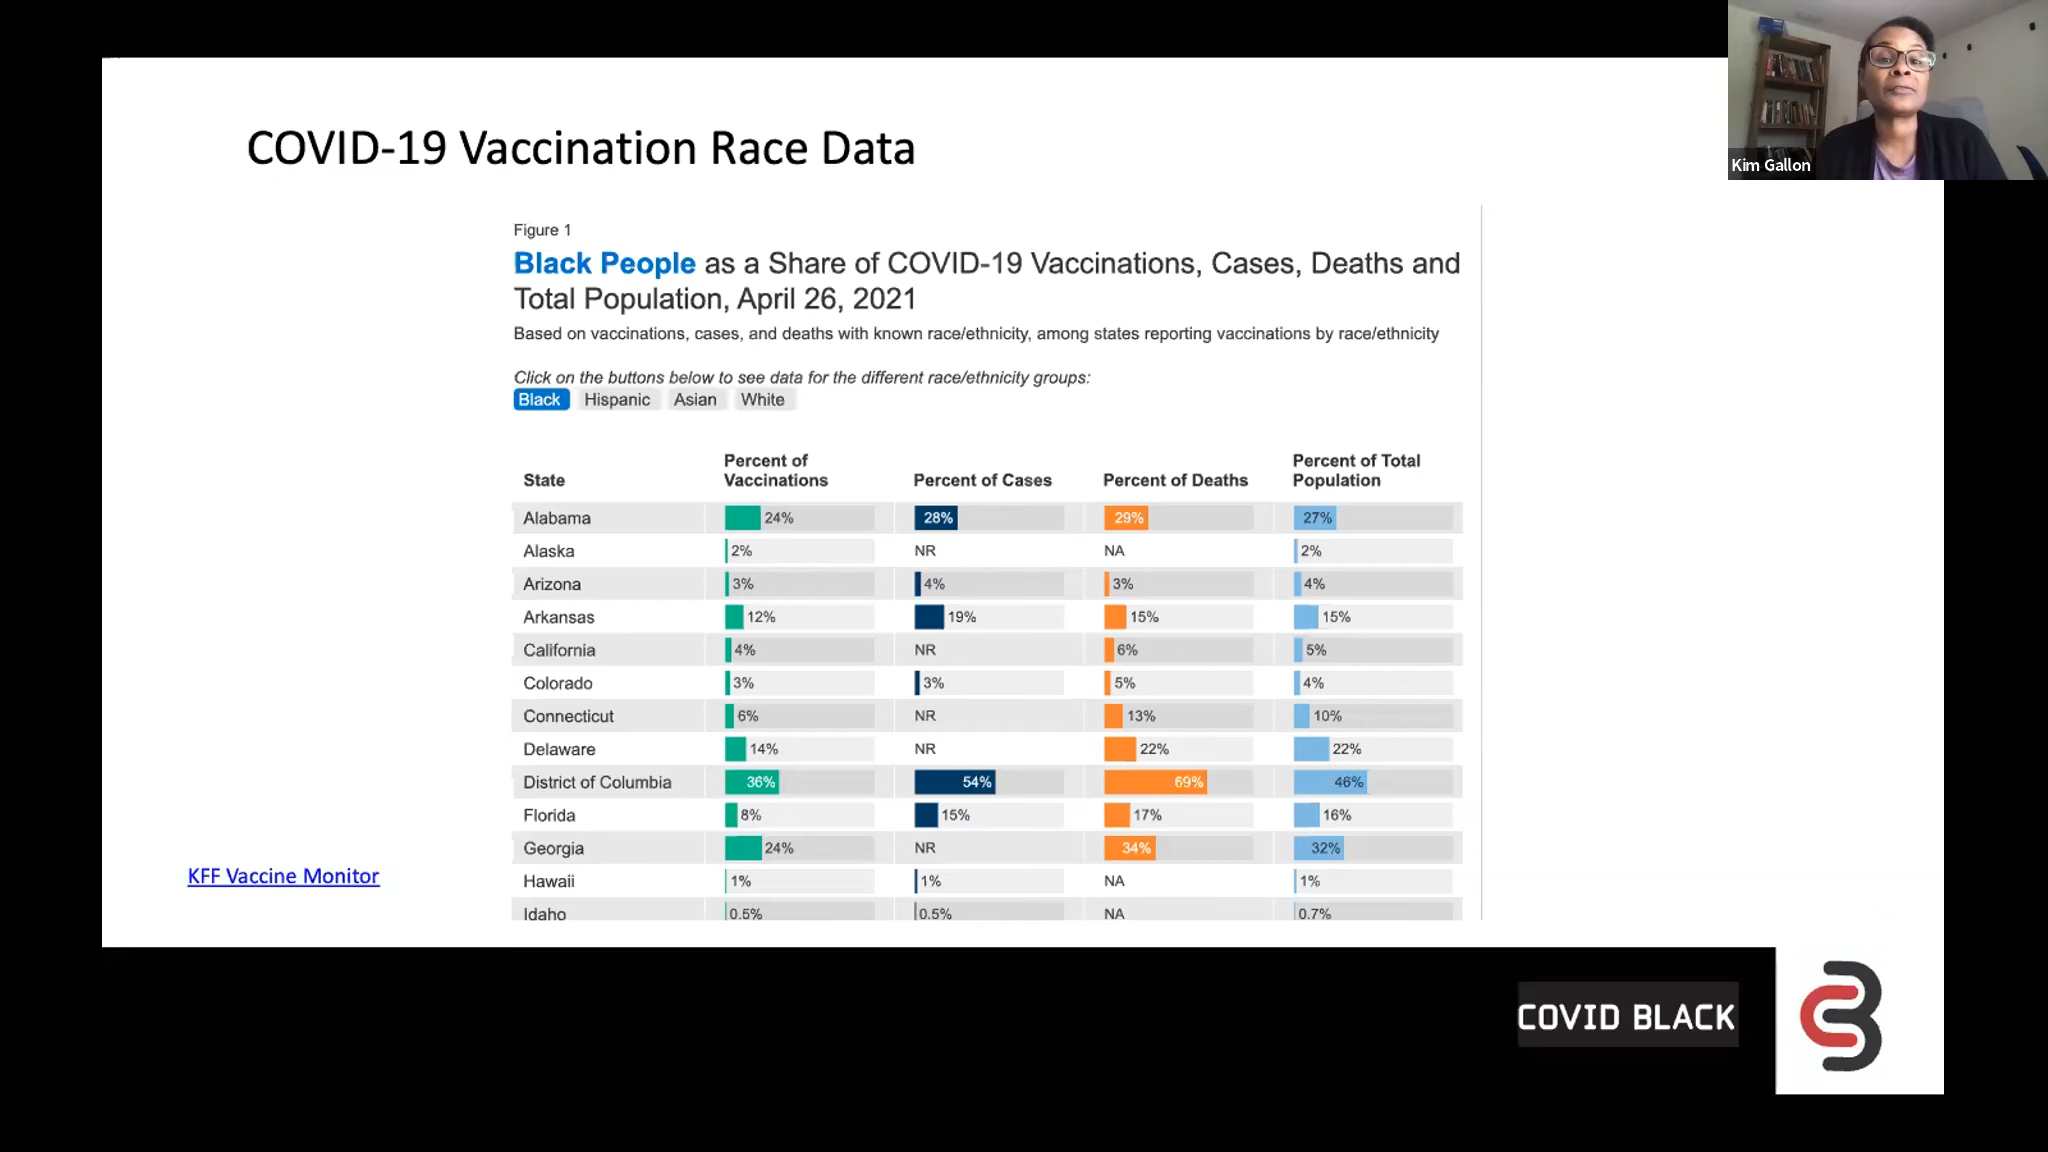 COVID-19 Vaccination Race Data
Kim Gallon
Figure 1
Black People as a Share of COVID-19 Vaccinations, Cases, Deaths and
Total Population, April 26, 2021
Based on vaccinations, cases, and deaths with known race/ethnicity, among states reporting vaccinations by race/ethnicity
Click on the buttons below to see data for the different race/ethnicity groups:
Black Hispanic Asian White
State Percent of Vaccinations Percent of Cases Percent of Deaths Percent of Total Population
Alabama 24% 28% 29% 27%
Alaska 2% NR NA 2%
Arizona 3% 4% 3% 4%
Arkansas 12% 19% 15% 15%
California 4% NR 6% 5%
Colorado 3% 3% 5% 4%
Connecticut 6% NR 13% 10%
Delaware 14% NR 22% 22%
District of Columbia 36% 54% 69% 46%
Florida 8% 15% 17% 16%
Georgia 24% NR 34% 32%
Hawaii 1% 1% NA 1%
Idaho 0.5% 0.5% NA 0.7%
KFF Vaccine Monitor
COVID BLACK